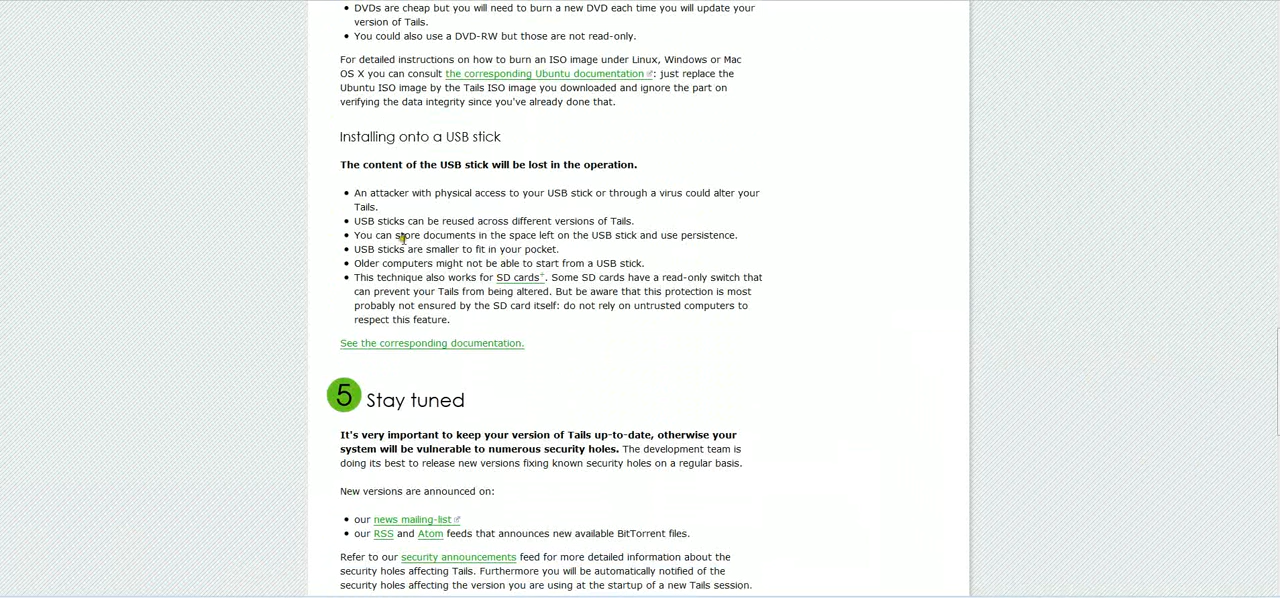 DVDs are cheap but you will need to burn a new DVD each time you will update your
version of Tails.
You could also use a DVD-RW but those are not read-only.
For detailed instructions on how to burn an ISO image under Linux, Windows or Mac
OS X you can consult the corresponding Ubuntu documentation: just replace the
Ubuntu ISO image by the Tails ISO image you downloaded and ignore the part on
verifying the data integrity since you've already done that.
Installing onto a USB stick
The content of the USB stick will be lost in the operation.
An attacker with physical access to your USB stick or through a virus could alter your
Tails.
USB sticks can be reused across different versions of Tails.
You can store documents in the space left on the USB stick and use persistence.
USB sticks are smaller to fit in your pocket.
Older computers might not be able to start from a USB stick.
This technique also works for SD cards+. Some SD cards have a read-only switch that
can prevent your Tails from being altered. But be aware that this protection is most
probably not ensured by the SD card itself: do not rely on untrusted computers to
respect this feature.
See the corresponding documentation.
5 Stay tuned
It's very important to keep your version of Tails up-to-date, otherwise your
system will be vulnerable to numerous security holes. The development team is
doing its best to release new versions fixing known security holes on a regular basis.
New versions are announced on:
our news mailing-list
our RSS and Atom feeds that announces new available BitTorrent files.
Refer to our security announcements feed for more detailed information about the
security holes affecting Tails. Furthermore you will be automatically notified of the
security holes affecting the version you are using at the startup of a new Tails session.